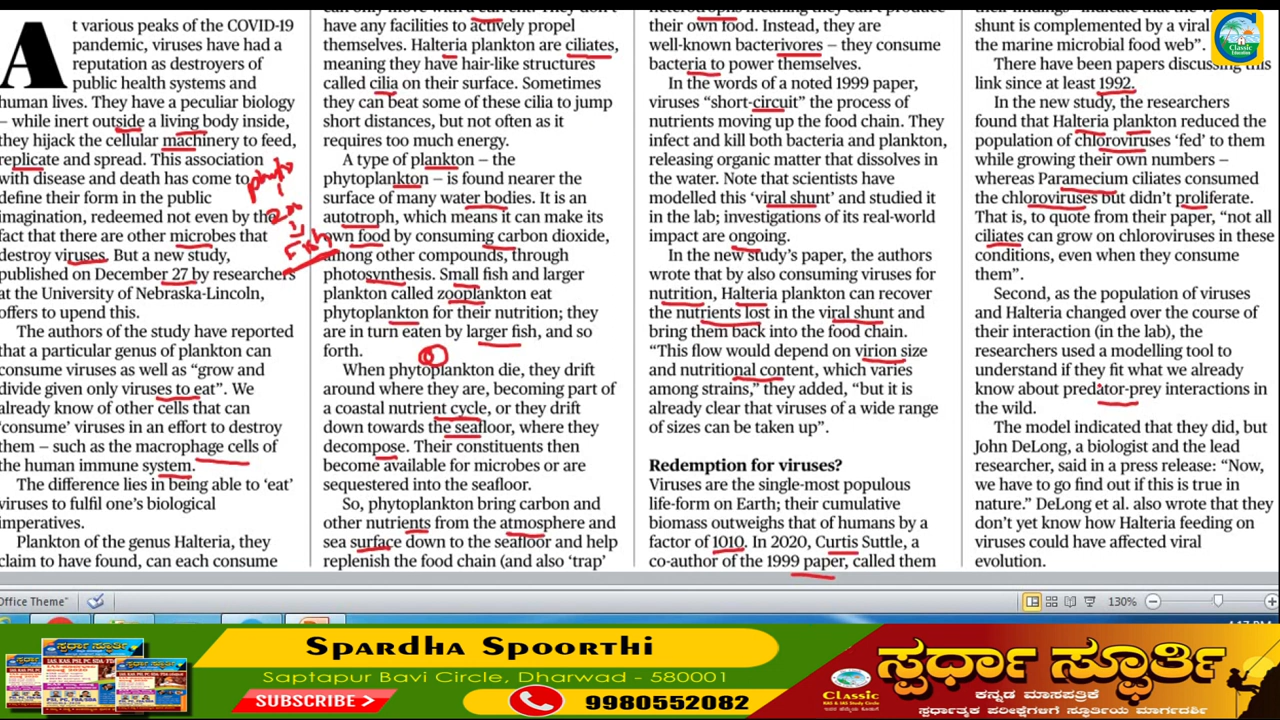 At various peaks of the COVID-19
pandemic, viruses have had a
reputation as destroyers of
public health systems and
human lives. They have a peculiar biology
– while inert outside a living body inside,
they hijack the cellular machinery to feed,
replicate and spread. This association
with disease and death has come to
define their form in the public
imagination, redeemed not even by the
fact that there are other microbes that
destroy viruses. But a new study,
published on December 27 by researchers
at the University of Nebraska-Lincoln,
offers to upend this.
The authors of the study have reported
that a particular genus of plankton can
consume viruses as well as “grow and
divide given only viruses to eat”. We
already know of other cells that can
‘consume’ viruses in an effort to destroy
them – such as the macrophage cells of
the human immune system.
The difference lies in being able to ‘eat’
viruses to fulfil one’s biological
imperatives.
Plankton of the genus Halteria, they
claim to have found, can each consume
phyto
zoo
Fish
can only move with a current. They don’t
have any facilities to actively propel
themselves. Halteria plankton are ciliates,
meaning they have hair-like structures
called cilia on their surface. Sometimes
they can beat some of these cilia to jump
short distances, but not often as it
requires too much energy.
A type of plankton – the
phytoplankton – is found nearer the
surface of many water bodies. It is an
autotroph, which means it can make its
own food by consuming carbon dioxide,
among other compounds, through
photosynthesis. Small fish and larger
plankton called zooplankton eat
phytoplankton for their nutrition; they
are in turn eaten by larger fish, and so
forth.
When phytoplankton die, they drift
around where they are, becoming part of
a coastal nutrient cycle, or they drift
down towards the seafloor, where they
decompose. Their constituents then
become available for microbes or are
sequestered into the seafloor.
So, phytoplankton bring carbon and
other nutrients from the atmosphere and
sea surface down to the seafloor and help
replenish the food chain (and also ‘trap’
heterotrophs meaning they can’t produce
their own food. Instead, they are
well-known bacterivores – they consume
bacteria to power themselves.
In the words of a noted 1999 paper,
viruses “short-circuit” the process of
nutrients moving up the food chain. They
infect and kill both bacteria and plankton,
releasing organic matter that dissolves in
the water. Note that scientists have
modelled this ‘viral shunt’ and studied it
in the lab; investigations of its real-world
impact are ongoing.
In the new study’s paper, the authors
wrote that by also consuming viruses for
nutrition, Halteria plankton can recover
the nutrients lost in the viral shunt and
bring them back into the food chain.
“This flow would depend on virion size
and nutritional content, which varies
among strains,” they added, “but it is
already clear that viruses of a wide range
of sizes can be taken up”.
Redemption for viruses?
Viruses are the single-most populous
life-form on Earth; their cumulative
biomass outweighs that of humans by a
factor of 1010. In 2020, Curtis Suttle, a
co-author of the 1999 paper, called them
their findings indicate that the
shunt is complemented by a viral
the marine microbial food web”.
There have been papers discussing this
link since at least 1992.
In the new study, the researchers
found that Halteria plankton reduced the
population of chloroviruses ‘fed’ to them
while growing their own numbers –
whereas Paramecium ciliates consumed
the chloroviruses but didn’t proliferate.
That is, to quote from their paper, “not all
ciliates can grow on chloroviruses in these
conditions, even when they consume
them”.
Second, as the population of viruses
and Halteria changed over the course of
their interaction (in the lab), the
researchers used a modelling tool to
understand if they fit what we already
know about predator-prey interactions in
the wild.
The model indicated that they did, but
John DeLong, a biologist and the lead
researcher, said in a press release: “Now,
we have to go find out if this is true in
nature.” DeLong et al. also wrote that they
don’t yet know how Halteria feeding on
viruses could have affected viral
evolution.
Classic
Education
Office Theme"
130%
Spardha Spoorthi
Saptapur Bavi Circle, Dharwad - 580001
SUBSCRIBE
9980552082
Classic
KAS & IAS Study Circle
ಸ್ಪರ್ಧಾ ಸ್ಫೂರ್ತಿ
ಕನ್ನಡ ಮಾಸಪತ್ರಿಕೆ
ಸ್ಪರ್ಧಾತ್ಮಕ ಪರೀಕ್ಷೆಗಳಿಗೆ ಸ್ಫೂರ್ತಿಯ ಮಾರ್ಗದರ್ಶಿ